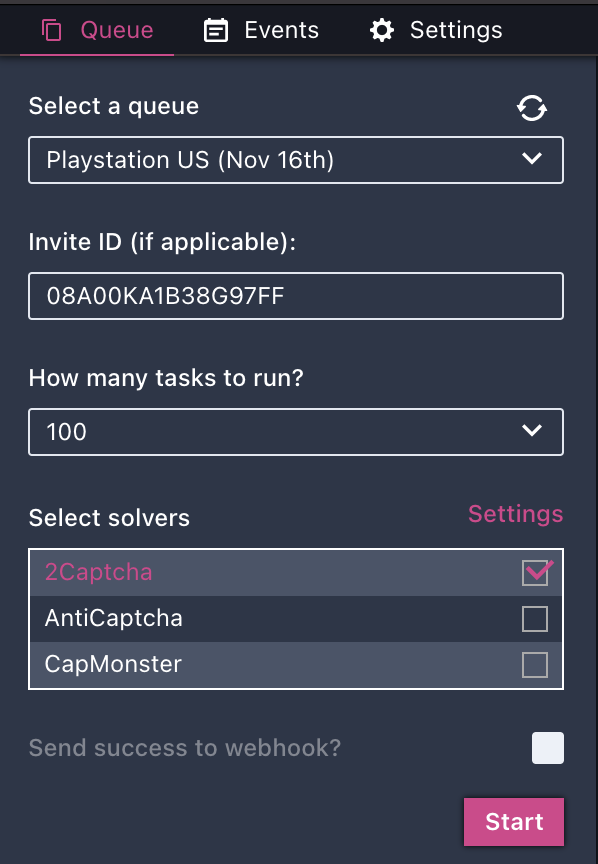 Queue Events Settings
Select a queue
Playstation US (Nov 16th)
Invite ID (if applicable):
08A00KA1B38G97FF
How many tasks to run?
100
Select solvers Settings
2Captcha
AntiCaptcha
CapMonster
Send success to webhook?
Start